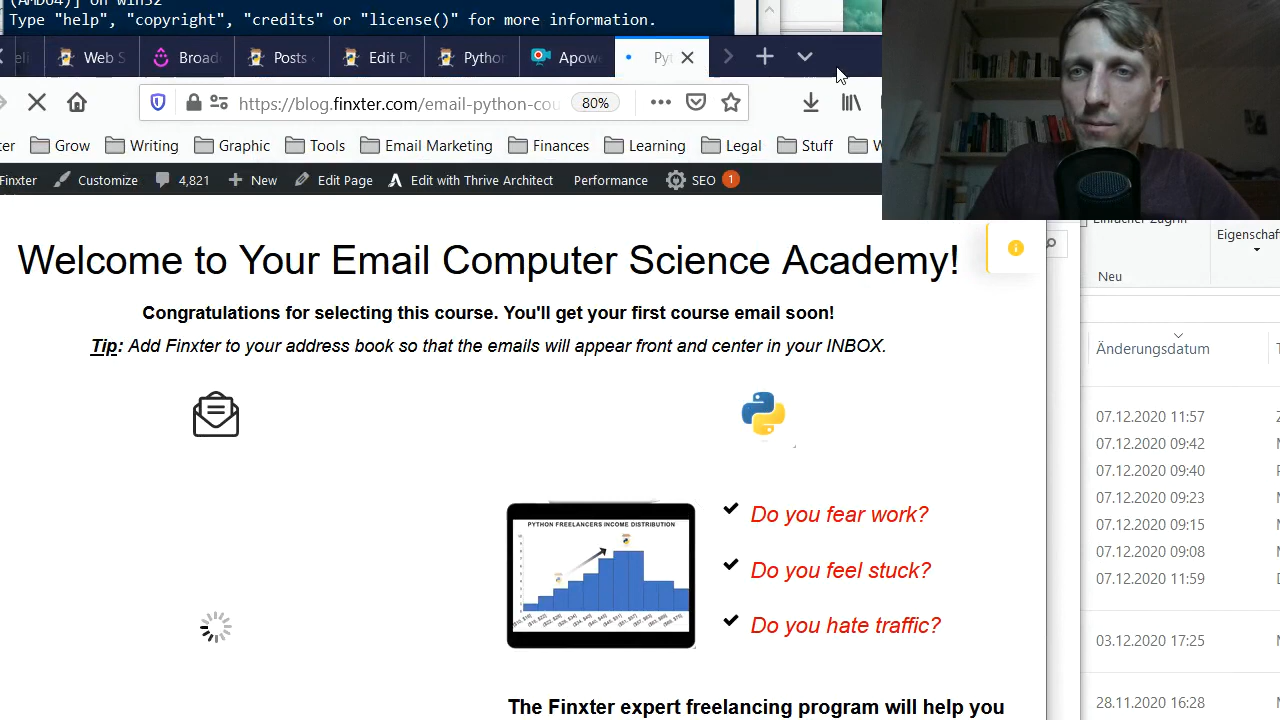 Type "help", "copyright", "credits" or "license()" for more information.
Web S
Broad
Posts
Edit P
Python
Apow
Py
https://blog.finxter.com/email-python-cou
80%
Grow
Writing
Graphic
Tools
Email Marketing
Finances
Learning
Legal
Stuff
Finxter
Customize
4,821
New
Edit Page
Edit with Thrive Architect
Performance
SEO
1
Eigenschaf
Neu
Welcome to Your Email Computer Science Academy!
Congratulations for selecting this course. You'll get your first course email soon!
Tip: Add Finxter to your address book so that the emails will appear front and center in your INBOX.
Änderungsdatum
07.12.2020 11:57
07.12.2020 09:42
07.12.2020 09:40
07.12.2020 09:23
07.12.2020 09:15
07.12.2020 09:08
07.12.2020 11:59
03.12.2020 17:25
28.11.2020 16:28
PYTHON FREELANCERS INCOME DISTRIBUTION
Do you fear work?
Do you feel stuck?
Do you hate traffic?
The Finxter expert freelancing program will help you